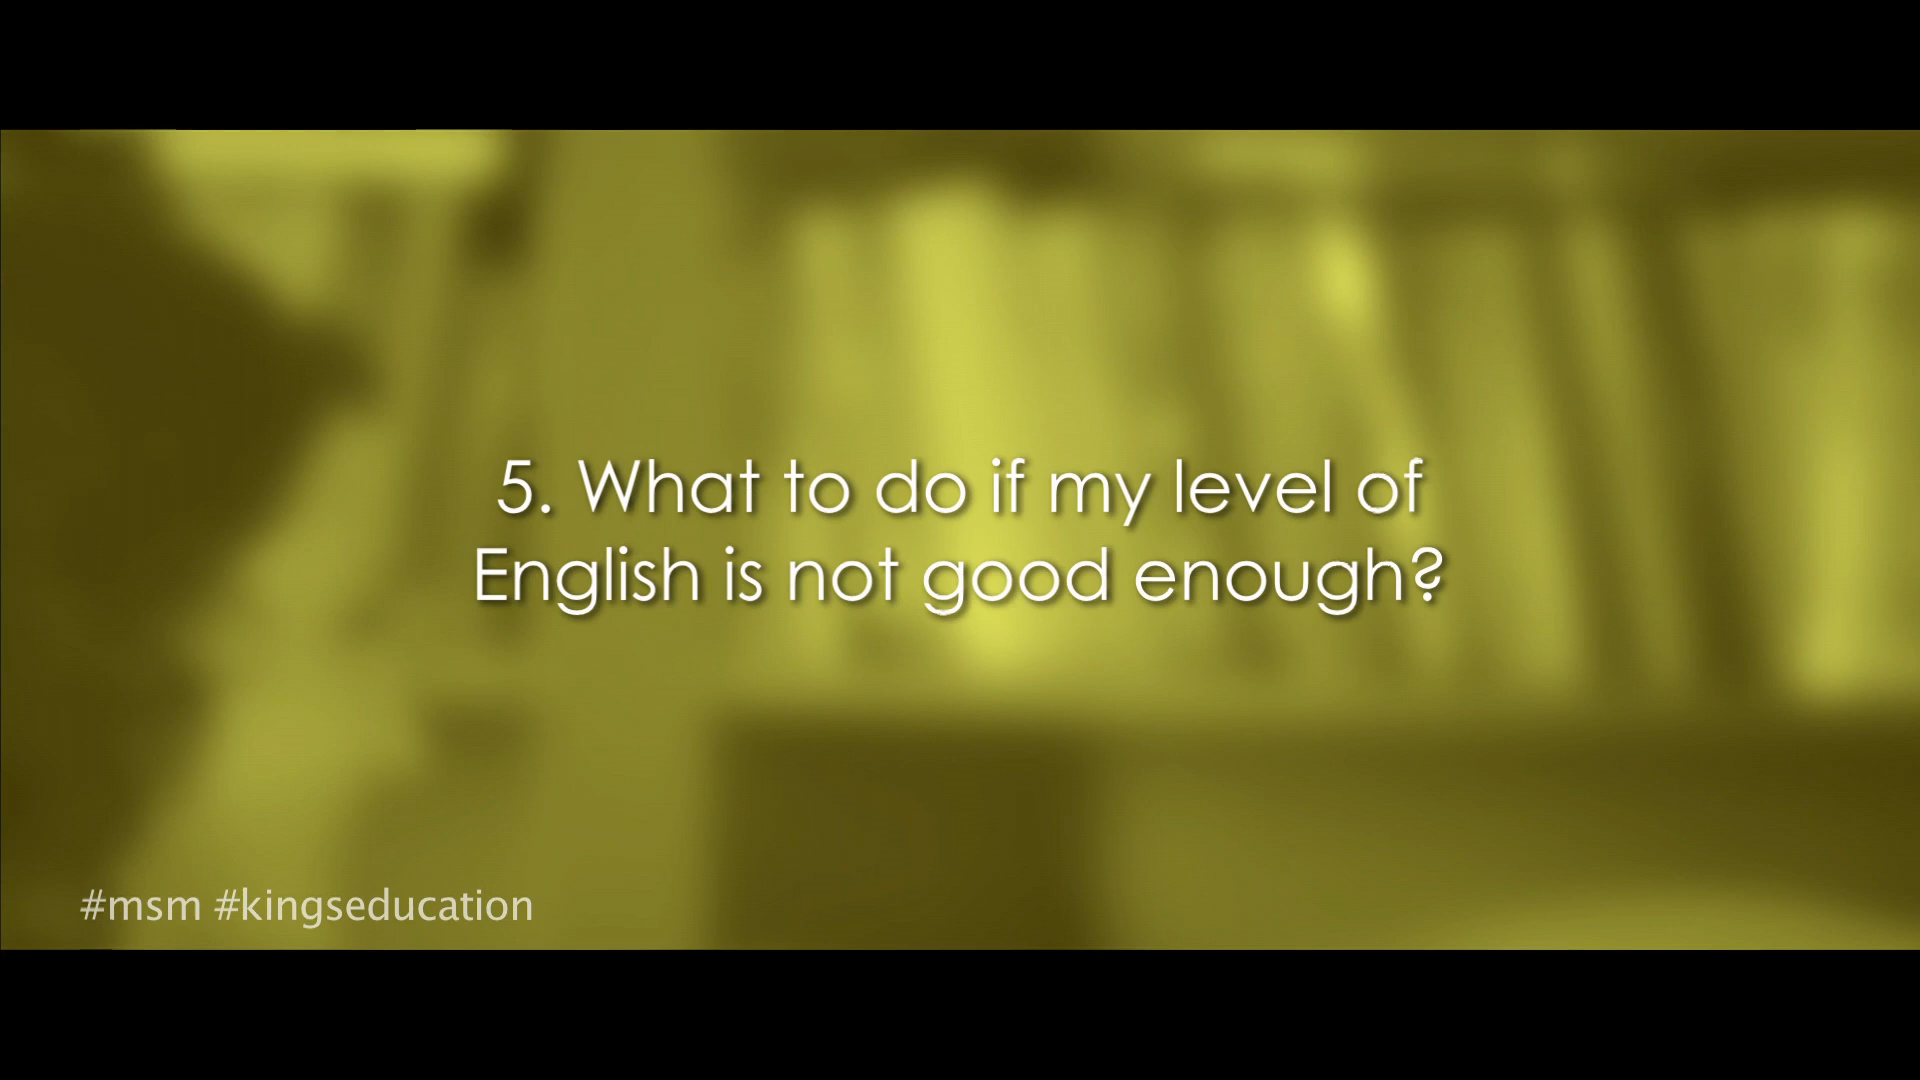 5. What to do if my level of
English is not good enough?
#msm #kingseducation